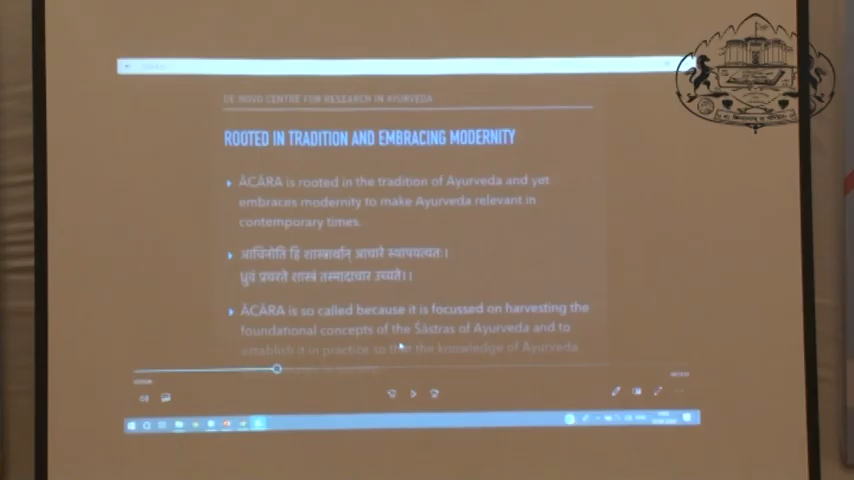 DE NOVO CENTRE FOR RESEARCH IN AYURVEDA
ROOTED IN TRADITION AND EMBRACING MODERNITY
ĀCĀRA is rooted in the tradition of Ayurveda and yet
embraces modernity to make Ayurveda relevant in
contemporary times.
आचिनोति हि शास्त्रार्थान् आचारे स्थापयत्यतः।
ध्रुवं प्रचरते शास्त्रं तस्मादाचार उच्यते।।
ĀCĀRA is so called because it is focussed on harvesting the
foundational concepts of the Śāstras of Ayurveda and to
establish it in practice so that the knowledge of Ayurveda